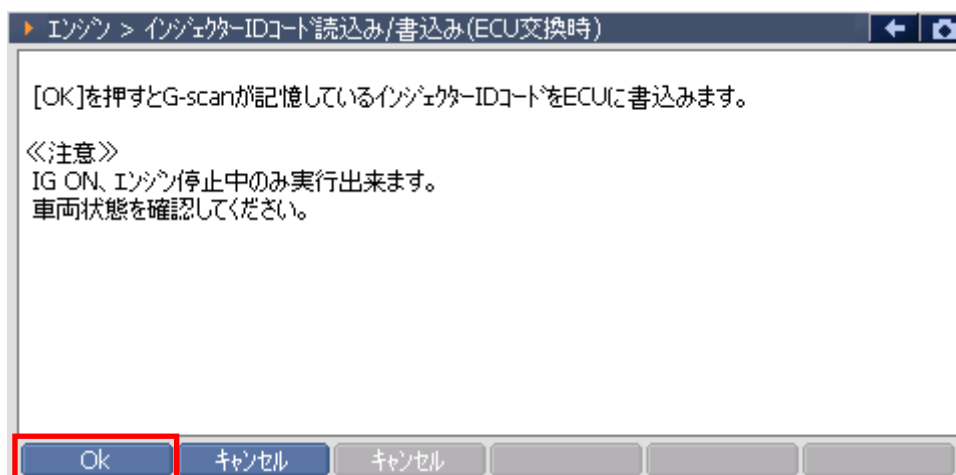 エンジン > インジェクターIDコード読込み/書込み(ECU交換時)
[OK]を押すとG-scanが記憶しているインジェクターIDコードをECUに書込みます。
≪注意≫
IG ON、エンジン停止中のみ実行出来ます。
車両状態を確認してください。
Ok キャンセル キャンセル